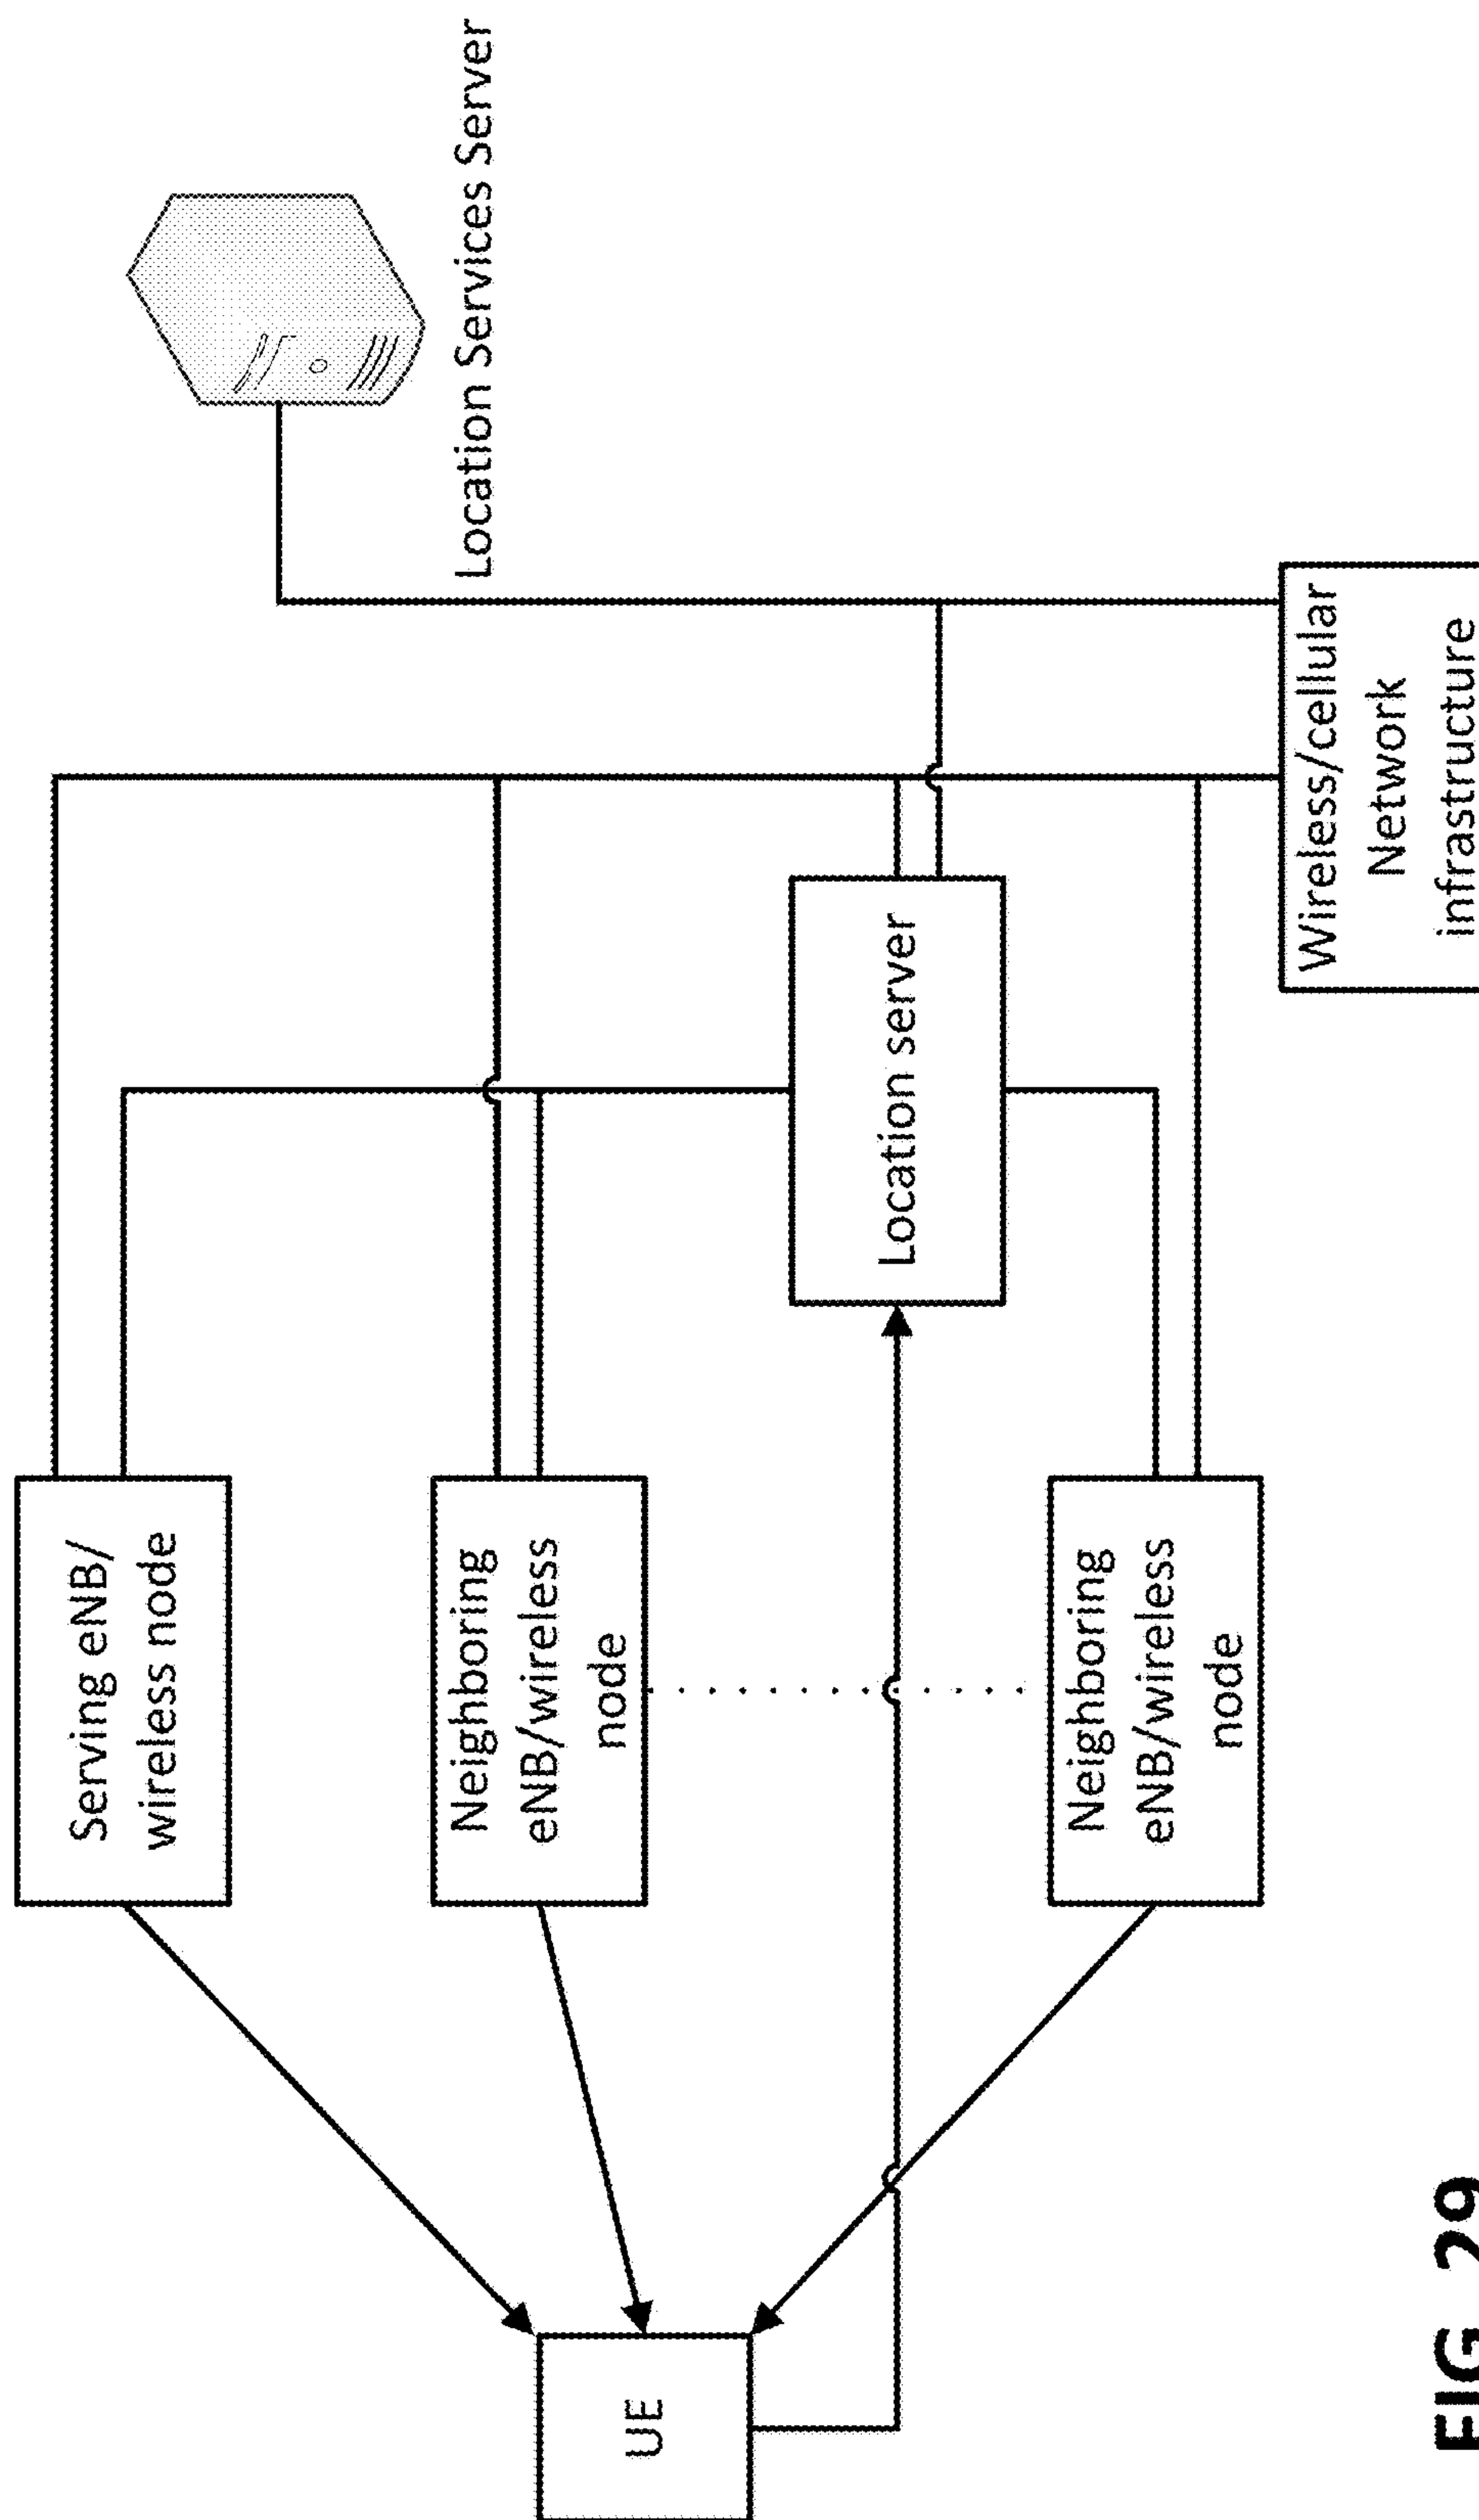 Serving eNB/
wireless node
Neighboring
eNB/wireless
node
Neighboring
eNB/wireless
node
UE
Location server
Location Services Server
Wireless/cellular
Network
infrastructure
FIG 29